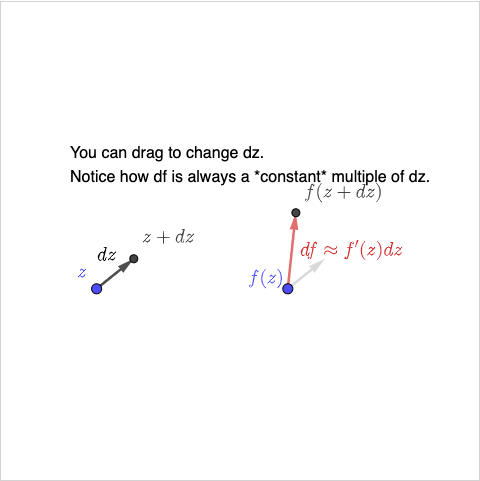 You can drag to change dz.
Notice how df is always a *constant* multiple of dz.
f(z + dz)
z + dz
dz
df ≈ f′(z)dz
z
f(z)